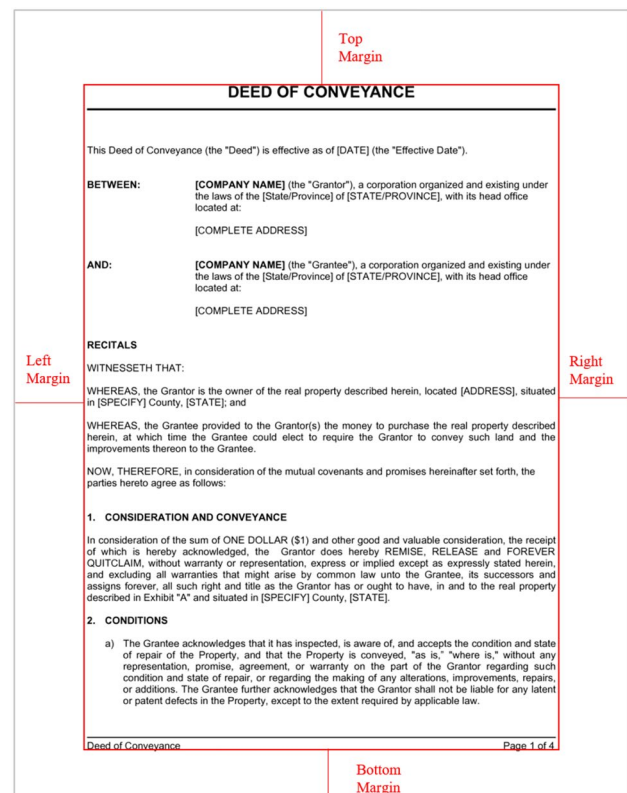 Top
Margin
DEED OF CONVEYANCE
This Deed of Conveyance (the "Deed") is effective as of [DATE] (the "Effective Date").
BETWEEN: [COMPANY NAME] (the "Grantor"), a corporation organized and existing under
the laws of the [State/Province] of [STATE/PROVINCE], with its head office
located at:
[COMPLETE ADDRESS]
AND: [COMPANY NAME] (the "Grantee"), a corporation organized and existing under
the laws of the [State/Province] of [STATE/PROVINCE], with its head office
located at:
[COMPLETE ADDRESS]
RECITALS
Left
Margin
Right
Margin
WITNESSETH THAT:
WHEREAS, the Grantor is the owner of the real property described herein, located [ADDRESS], situated
in [SPECIFY] County, [STATE]; and
WHEREAS, the Grantee provided to the Grantor(s) the money to purchase the real property described
herein, at which time the Grantee could elect to require the Grantor to convey such land and the
improvements thereon to the Grantee.
NOW, THEREFORE, in consideration of the mutual covenants and promises hereinafter set forth, the
parties hereto agree as follows:
1. CONSIDERATION AND CONVEYANCE
In consideration of the sum of ONE DOLLAR ($1) and other good and valuable consideration, the receipt
of which is hereby acknowledged, the Grantor does hereby REMISE, RELEASE and FOREVER
QUITCLAIM, without warranty or representation, express or implied except as expressly stated herein,
and excluding all warranties that might arise by common law unto the Grantee, its successors and
assigns forever, all such right and title as the Grantor has or ought to have, in and to the real property
described in Exhibit "A" and situated in [SPECIFY] County, [STATE].
2. CONDITIONS
a) The Grantee acknowledges that it has inspected, is aware of, and accepts the condition and state
of repair of the Property, and that the Property is conveyed, "as is," "where is," without any
representation, promise, agreement, or warranty on the part of the Grantor regarding such
condition and state of repair, or regarding the making of any alterations, improvements, repairs,
or additions. The Grantee further acknowledges that the Grantor shall not be liable for any latent
or patent defects in the Property, except to the extent required by applicable law.
Deed of Conveyance Page 1 of 4
Bottom
Margin